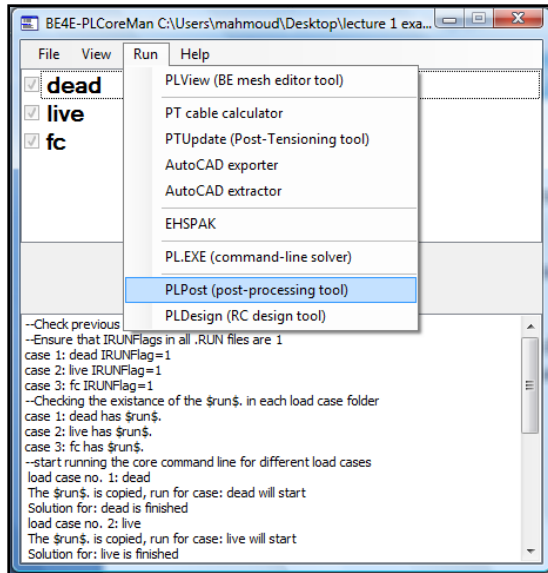 BE4E-PLCoreMan C:\Users\mahmoud\Desktop\lecture 1 exa...
File View Run Help
dead
live
fc
PLView (BE mesh editor tool)
PT cable calculator
PTUpdate (Post-Tensioning tool)
AutoCAD exporter
AutoCAD extractor
EHSPAK
PL.EXE (command-line solver)
PLPost (post-processing tool)
PLDesign (RC design tool)
--Check previous
--Ensure that IRUNFlags in all .RUN files are 1
case 1: dead IRUNFlag=1
case 2: live IRUNFlag=1
case 3: fc IRUNFlag=1
--Checking the existance of the $run$. in each load case folder
case 1: dead has $run$.
case 2: live has $run$.
case 3: fc has $run$.
--start running the core command line for different load cases
load case no. 1: dead
The $run$. is copied, run for case: dead will start
Solution for: dead is finished
load case no. 2: live
The $run$. is copied, run for case: live will start
Solution for: live is finished